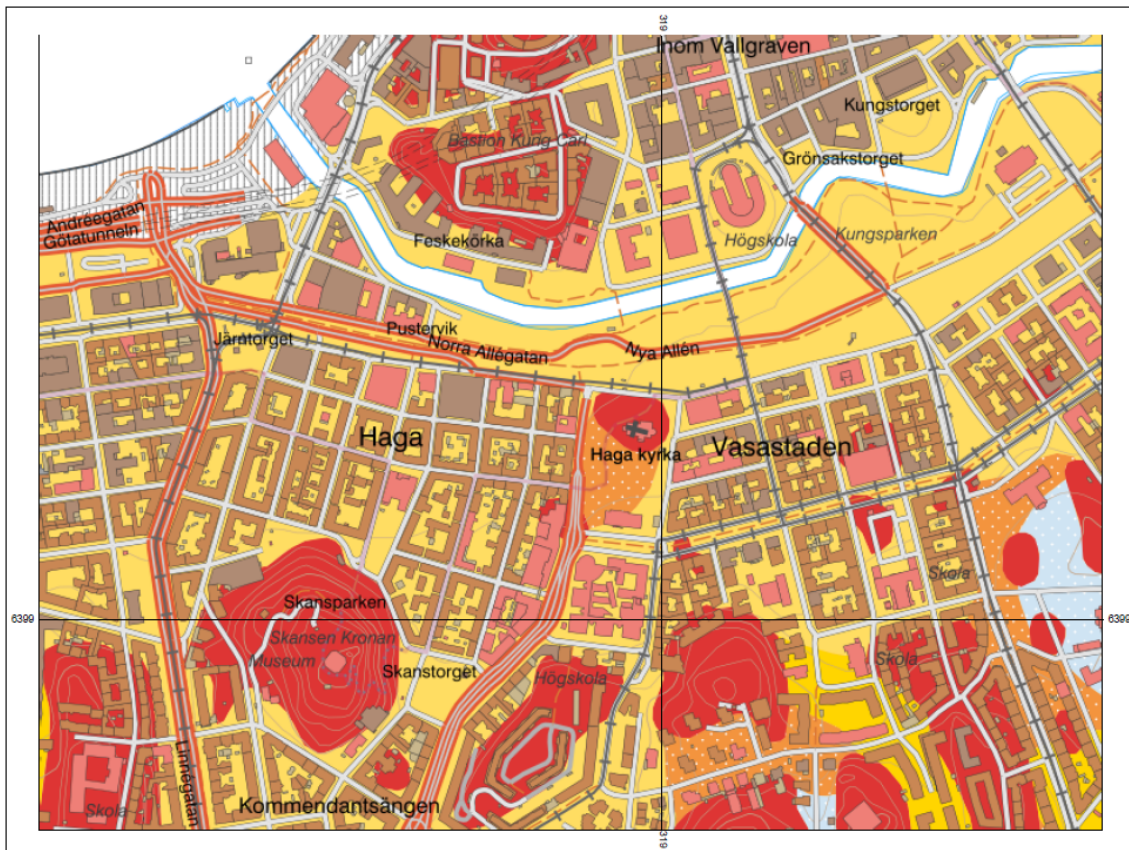 319
Inom Vallgraven
Kungstorget
Bastion Kung Carl
Grönsakstorget
Andréegatan
Götatunneln
Feskekörka
Högskola
Kungsparken
Pustervik
Järntorget
Norra Allégatan
Nya Allén
Haga
Haga kyrka
Vasastaden
Skola
Skansparken
6399
6399
Skansen Kronan
Museum
Skanstorget
Högskola
Skola
Linnégatan
Skola
Kommendantsängen
319